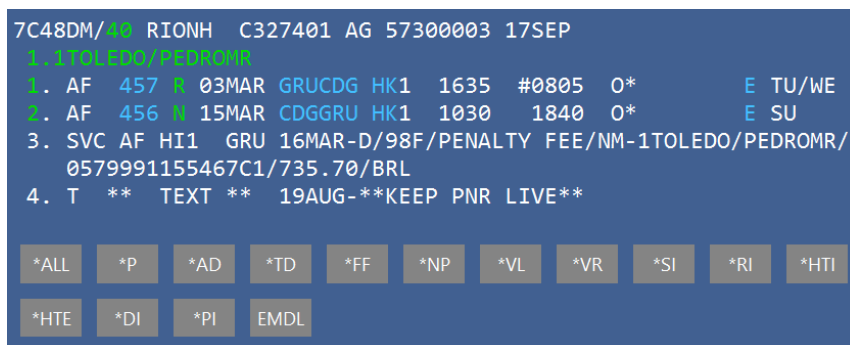 7C48DM/40 RIONH C327401 AG 57300003 17SEP
1.1TOLEDO/PEDROMR
1. AF 457 R 03MAR GRUCDG HK1 1635 #0805 O* E TU/WE
2. AF 456 N 15MAR CDGGRU HK1 1030 1840 O* E SU
3. SVC AF HI1 GRU 16MAR-D/98F/PENALTY FEE/NM-1TOLEDO/PEDROMR/
0579991155467C1/735.70/BRL
4. T ** TEXT ** 19AUG-**KEEP PNR LIVE**
*ALL *P *AD *TD *FF *NP *VL *VR *SI *RI *HTI
*HTE *DI *PI EMDL